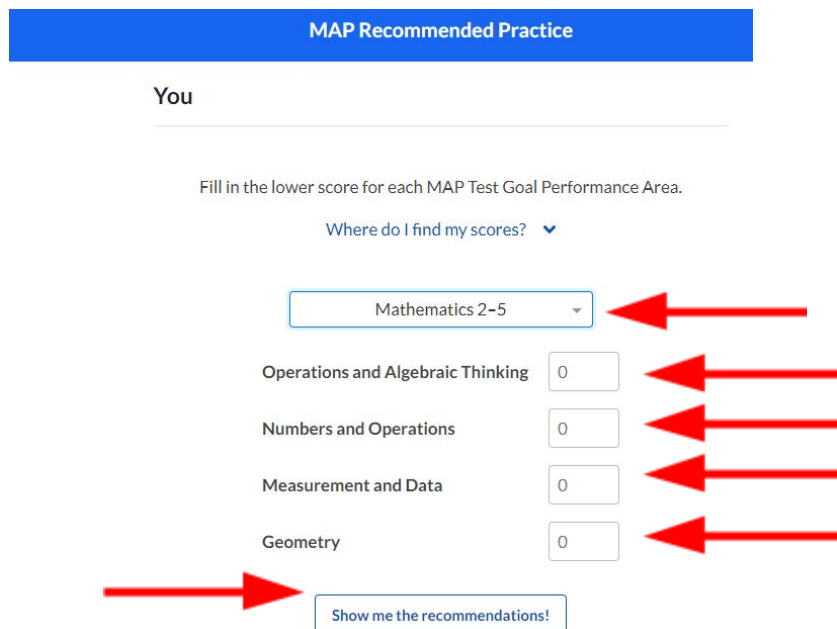 MAP Recommended Practice
You
Fill in the lower score for each MAP Test Goal Performance Area.
Where do I find my scores?
Mathematics 2–5
Operations and Algebraic Thinking 0
Numbers and Operations 0
Measurement and Data 0
Geometry 0
Show me the recommendations!